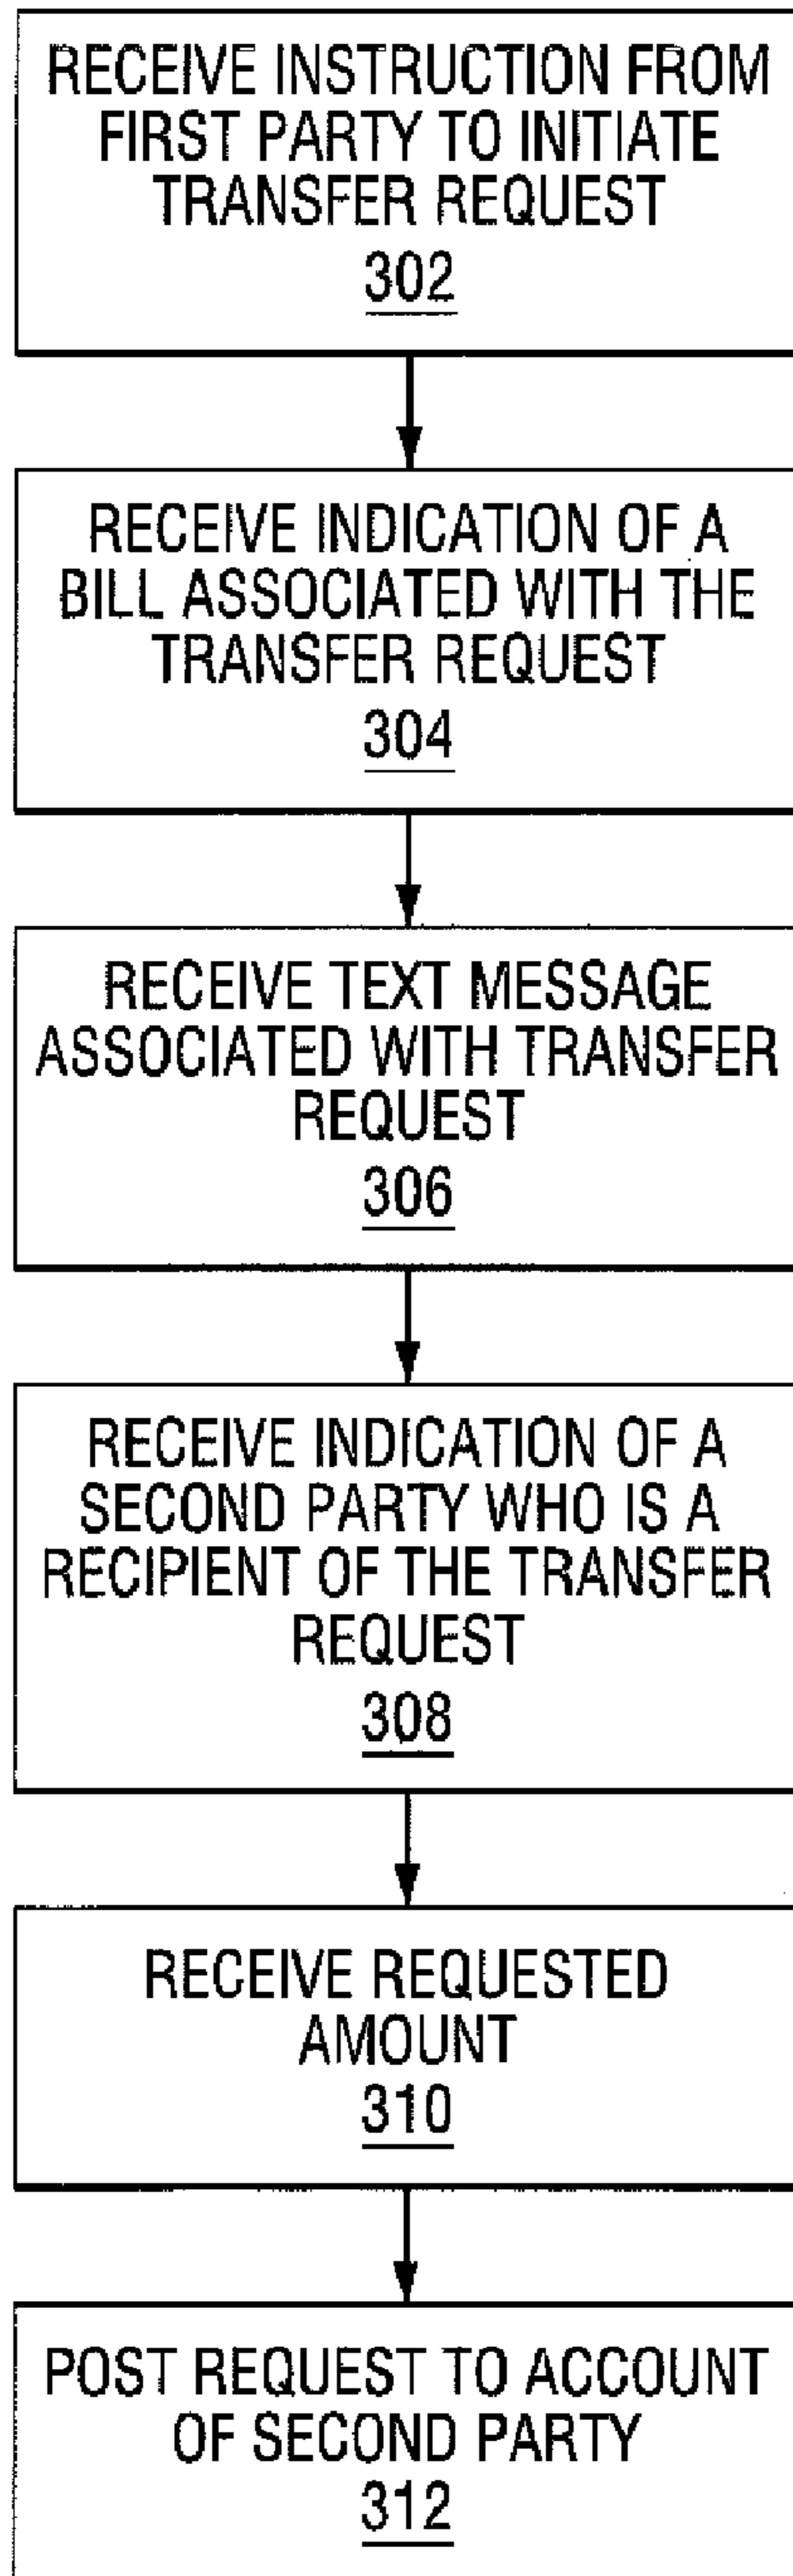 RECEIVE INSTRUCTION FROM
FIRST PARTY TO INITIATE
TRANSFER REQUEST
302
RECEIVE INDICATION OF A
BILL ASSOCIATED WITH THE
TRANSFER REQUEST
304
RECEIVE TEXT MESSAGE
ASSOCIATED WITH TRANSFER
REQUEST
306
RECEIVE INDICATION OF A
SECOND PARTY WHO IS A
RECIPIENT OF THE TRANSFER
REQUEST
308
RECEIVE REQUESTED
AMOUNT
310
POST REQUEST TO ACCOUNT
OF SECOND PARTY
312